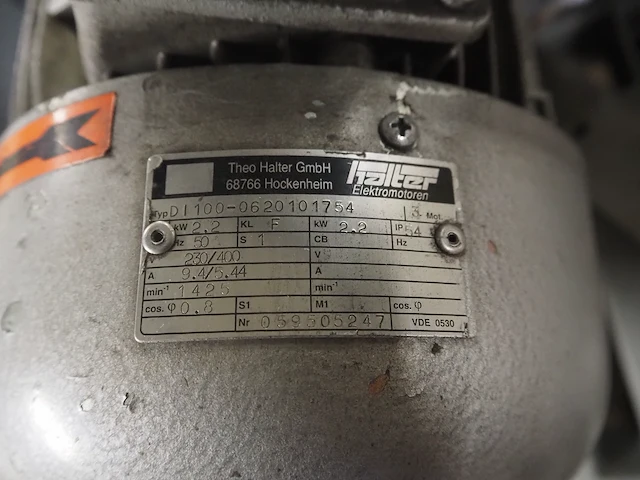 Theo Halter GmbH
68766 Hockenheim
halter
Elektromotoren
Typ DI100-0620101754 3 Mot.
kW 2.2 KL F kW 2.2 IP 54
Hz 50 S 1 CB Hz
V 230/400 V
A 9.4/5.44 A
min-1 1425 min-1
cos. φ 0.8 S1 M1 cos. φ
Nr 059505247 VDE 0530